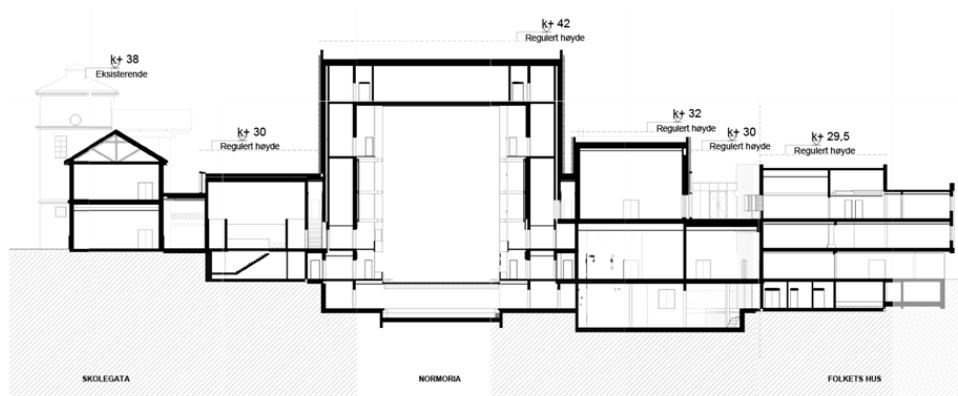 k+ 42
Regulert høyde
k+ 38
Eksisterende
k+ 30
Regulert høyde
k+ 32
Regulert høyde
k+ 30
Regulert høyde
k+ 29,5
Regulert høyde
SKOLEGATA
NORMORIA
FOLKETS HUS